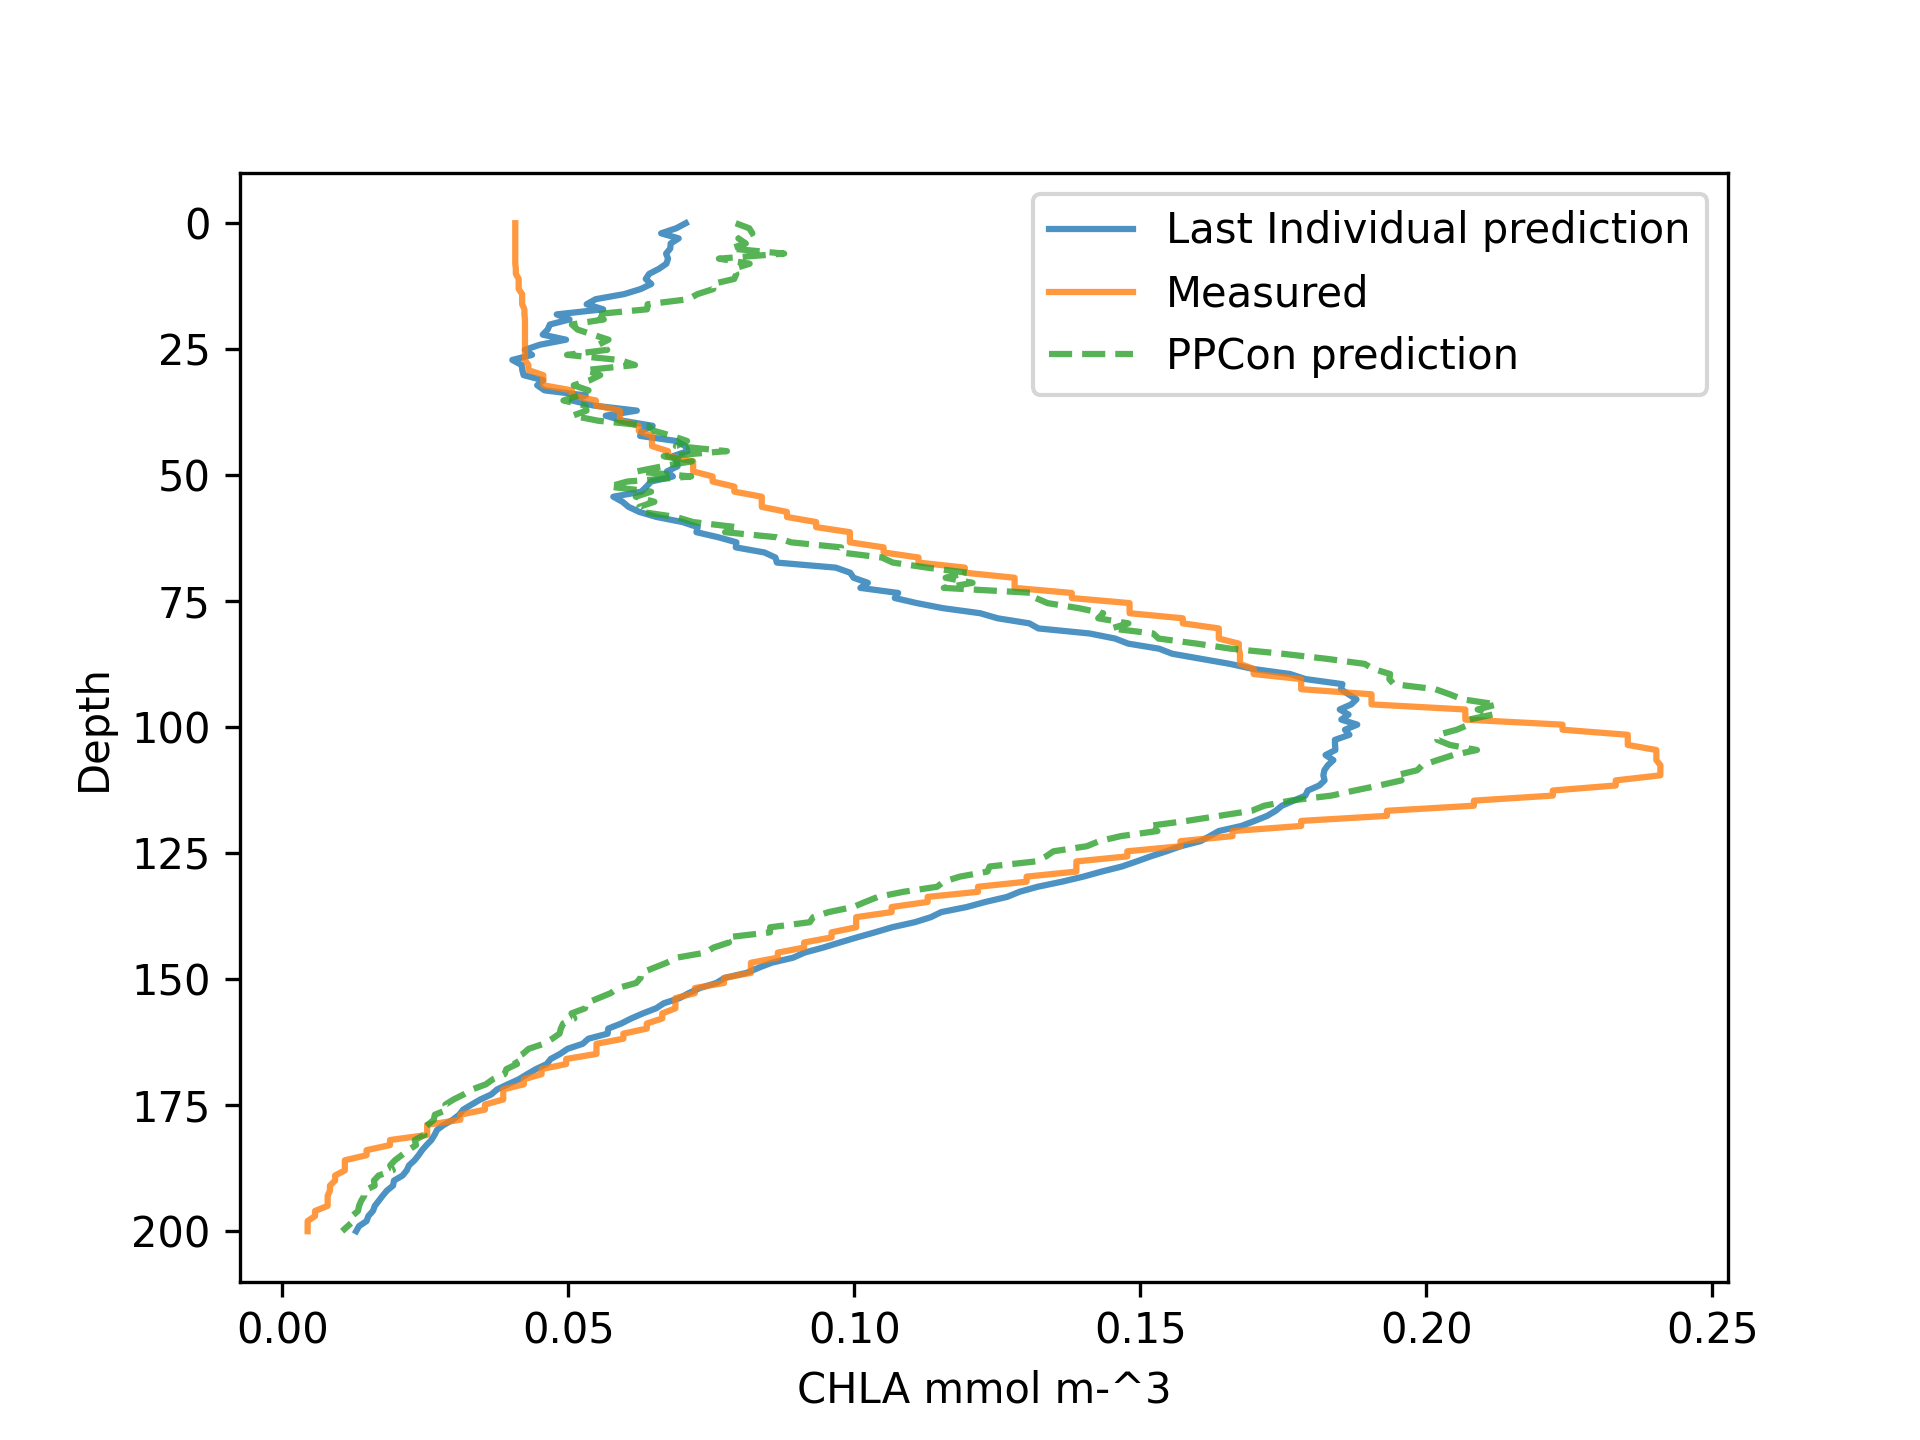 Last Individual prediction
Measured
PPCon prediction
0
25
50
75
100
125
150
175
200
Depth
0.00 0.05 0.10 0.15 0.20 0.25
CHLA mmol m-^3